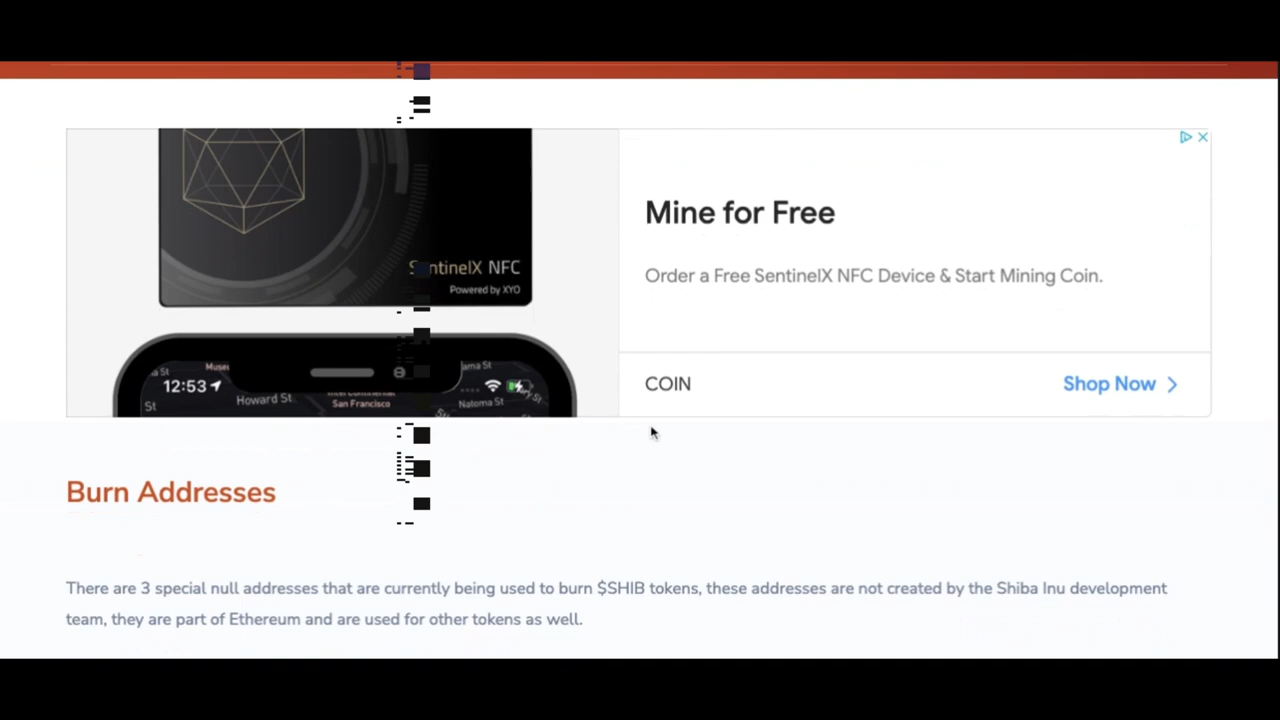 SentinelX NFC
Powered by XYO
Mine for Free
Order a Free SentinelX NFC Device & Start Mining Coin.
12:53
Howard St
San Francisco
Natoma St
St
COIN
Shop Now
Burn Addresses
There are 3 special null addresses that are currently being used to burn $SHIB tokens, these addresses are not created by the Shiba Inu development
team, they are part of Ethereum and are used for other tokens as well.